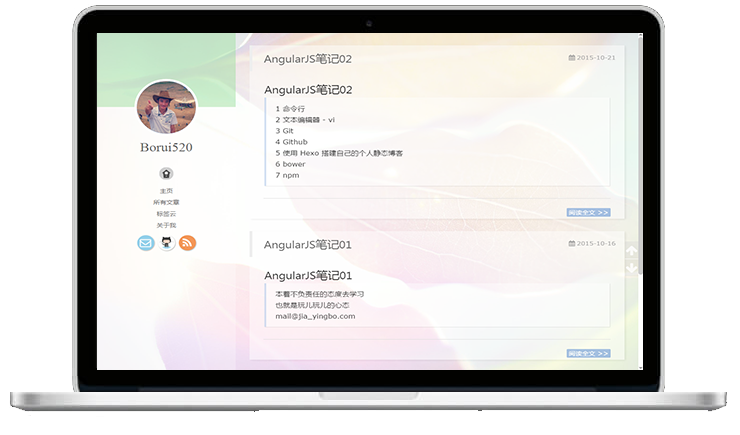 Borui520
主页
所有文章
标签云
关于我
AngularJS笔记02
2015-10-21
AngularJS笔记02
1 命令行
2 文本编辑器 - vi
3 Git
4 Github
5 使用 Hexo 搭建自己的个人静态博客
6 bower
7 npm
阅读全文 >>
AngularJS笔记01
2015-10-16
AngularJS笔记01
本着不负责任的态度去学习
也就是玩儿玩儿的心态
mail@jia_yingbo.com
阅读全文 >>